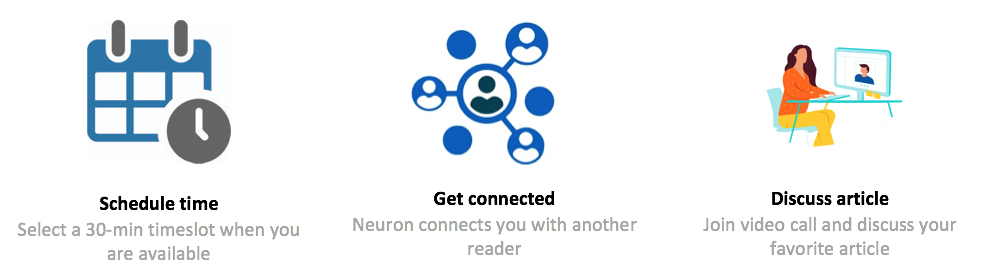 Schedule time
Select a 30-min timeslot when you
are available
Get connected
Neuron connects you with another
reader
Discuss article
Join video call and discuss your
favorite article